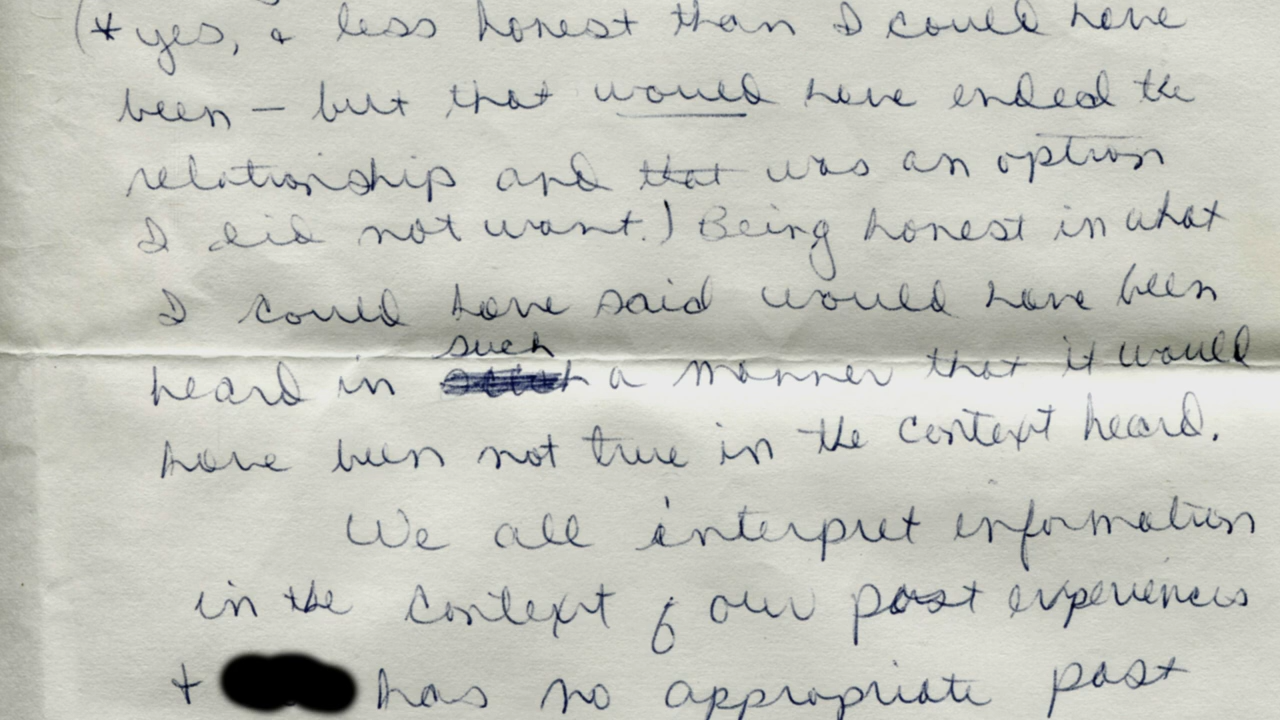 (* yes, & less honest than I could have
been — but that would have ended the
relationship and that was an option
I did not want.) Being honest in what
I could have said would have been
such
heard in a manner that it would
have been not true in the context heard.
We all interpret information
in the context of our past experiences
+ has no appropriate past